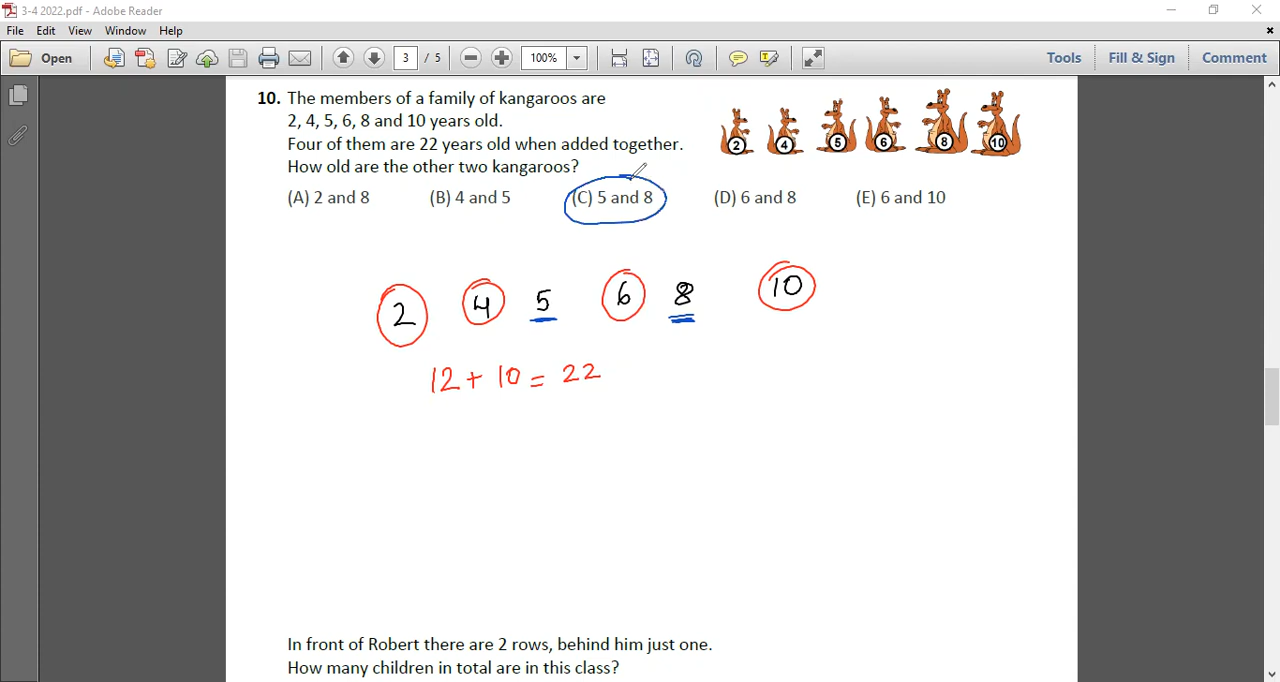 3-4 2022.pdf - Adobe Reader
File Edit View Window Help
Open 3 / 5 100% Tools Fill & Sign Comment
10. The members of a family of kangaroos are
2, 4, 5, 6, 8 and 10 years old.
Four of them are 22 years old when added together.
How old are the other two kangaroos?
2 4 5 6 8 10
(A) 2 and 8 (B) 4 and 5 (C) 5 and 8 (D) 6 and 8 (E) 6 and 10
2 4 5 6 8 10
12 + 10 = 22
In front of Robert there are 2 rows, behind him just one.
How many children in total are in this class?